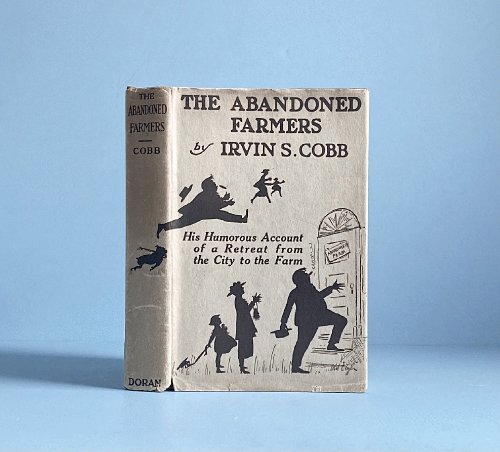 THE
ABANDONED
FARMERS
COBB
DORAN
THE ABANDONED
FARMERS
by IRVIN S. COBB
His Humorous Account
of a Retreat from
the City to the Farm